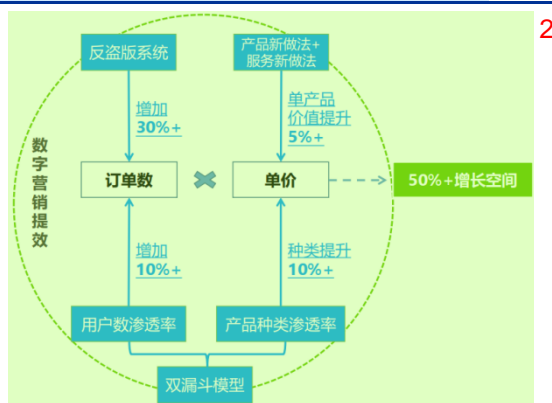 2
反盗版系统
产品新做法+
服务新做法
增加
30%+
单产品
价值提升
5%+
数字营销提效
订单数
单价
50%+增长空间
增加
10%+
种类提升
10%+
用户数渗透率
产品种类渗透率
双漏斗模型